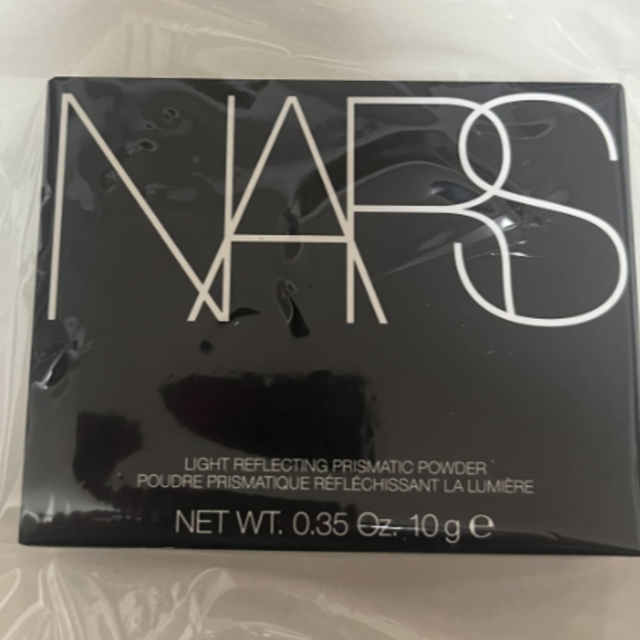 NARS
LIGHT REFLECTING PRISMATIC POWDER
POUDRE PRISMATIQUE RÉFLÉCHISSANT LA LUMIÈRE
NET WT. 0.35 Oz. 10 g ℮